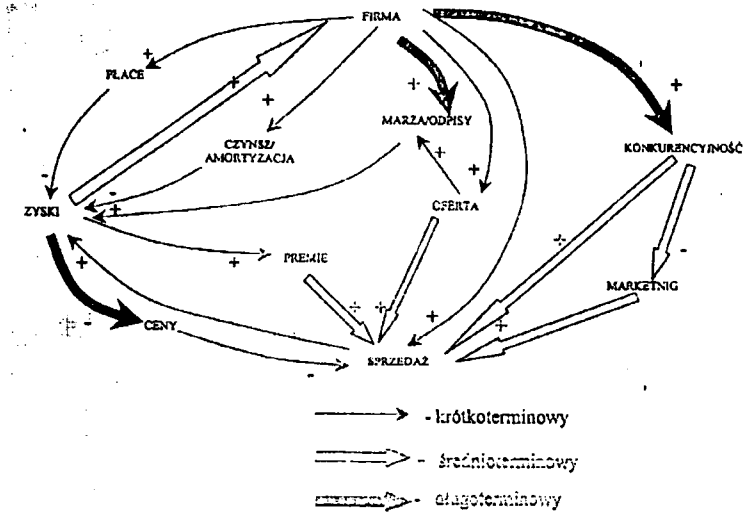 FIRMA
+
PŁACE
+
+
+
+
MARŻA/ODPISY
CZYNSZ/
AMORTYZACJA
KONKURENCYJNOŚĆ
+
+
-
-
ZYSKI
+
OFERTA
+
-
+
+
PREMIE
MARKETNIG
+
+
+
+
-
CENY
SPRZEDAŻ
-
- krótkoterminowy
- średnioterminowy
- długoterminowy